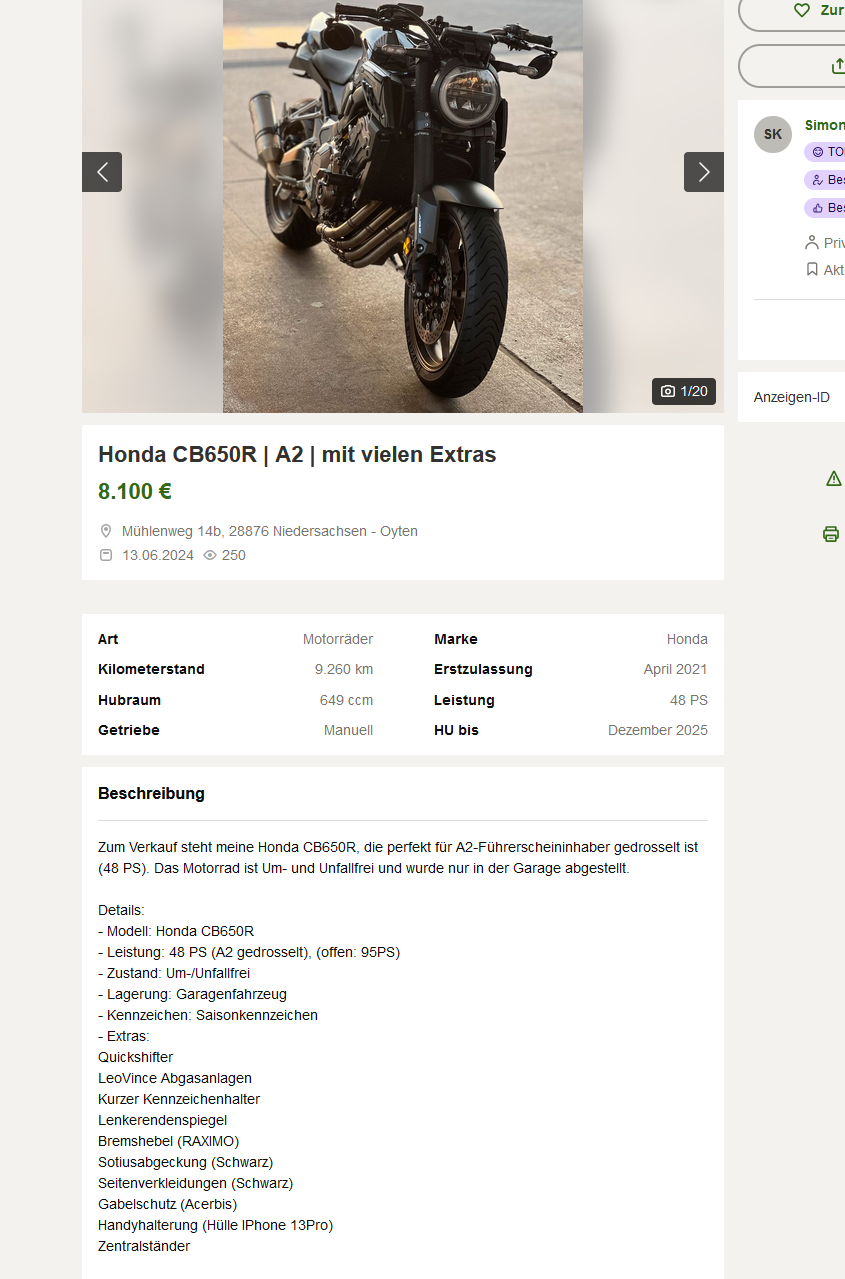 Zur
SK
Simon
TO
Bes
Bes
Priv
Akt
1/20
Anzeigen-ID
Honda CB650R | A2 | mit vielen Extras
8.100 €
Mühlenweg 14b, 28876 Niedersachsen - Oyten
13.06.2024 250
Art Motorräder Marke Honda
Kilometerstand 9.260 km Erstzulassung April 2021
Hubraum 649 ccm Leistung 48 PS
Getriebe Manuell HU bis Dezember 2025
Beschreibung
Zum Verkauf steht meine Honda CB650R, die perfekt für A2-Führerscheininhaber gedrosselt ist
(48 PS). Das Motorrad ist Um- und Unfallfrei und wurde nur in der Garage abgestellt.
Details:
- Modell: Honda CB650R
- Leistung: 48 PS (A2 gedrosselt), (offen: 95PS)
- Zustand: Um-/Unfallfrei
- Lagerung: Garagenfahrzeug
- Kennzeichen: Saisonkennzeichen
- Extras:
Quickshifter
LeoVince Abgasanlagen
Kurzer Kennzeichenhalter
Lenkerendenspiegel
Bremshebel (RAXIMO)
Sotiusabgeckung (Schwarz)
Seitenverkleidungen (Schwarz)
Gabelschutz (Acerbis)
Handyhalterung (Hülle IPhone 13Pro)
Zentralständer